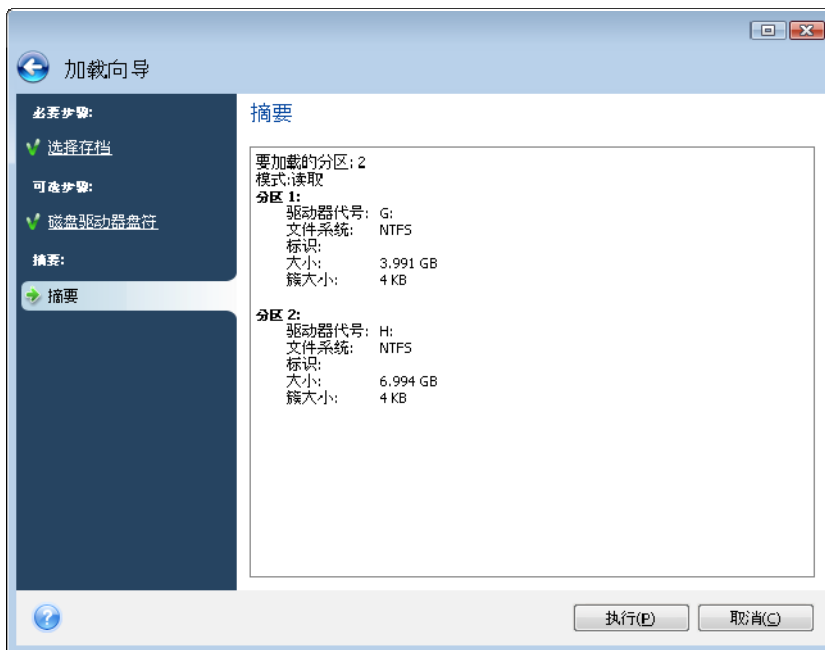 加载向导
必要步骤:
选择存档
可选步骤:
磁盘驱动器盘符
摘要:
摘要
摘要
要加载的分区: 2
模式:读取
分区 1:
驱动器代号: G:
文件系统: NTFS
标识:
大小: 3.991 GB
簇大小: 4 KB
分区 2:
驱动器代号: H:
文件系统: NTFS
标识:
大小: 6.994 GB
簇大小: 4 KB
执行(P) 取消(C)